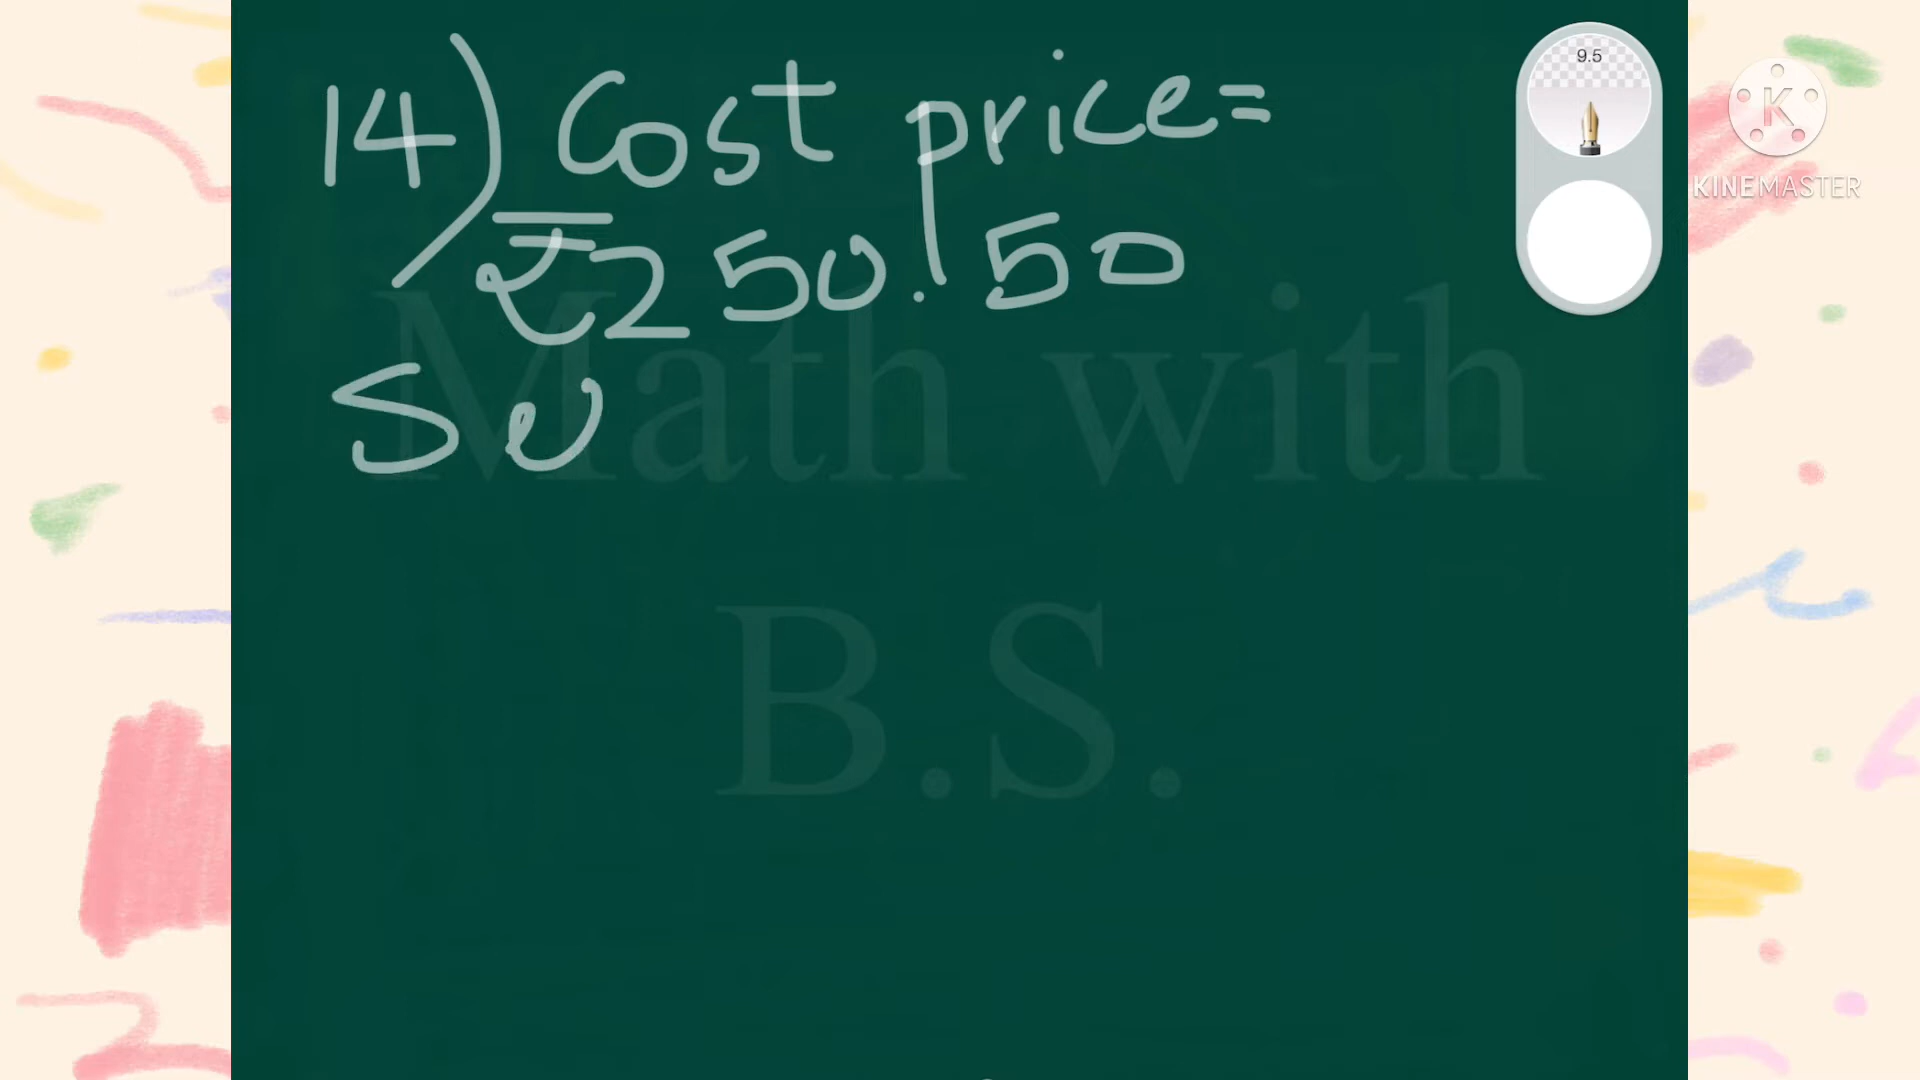 14) Cost price=
₹250.50
Se
Math with
B.S.
9.5
K
KINEMASTER